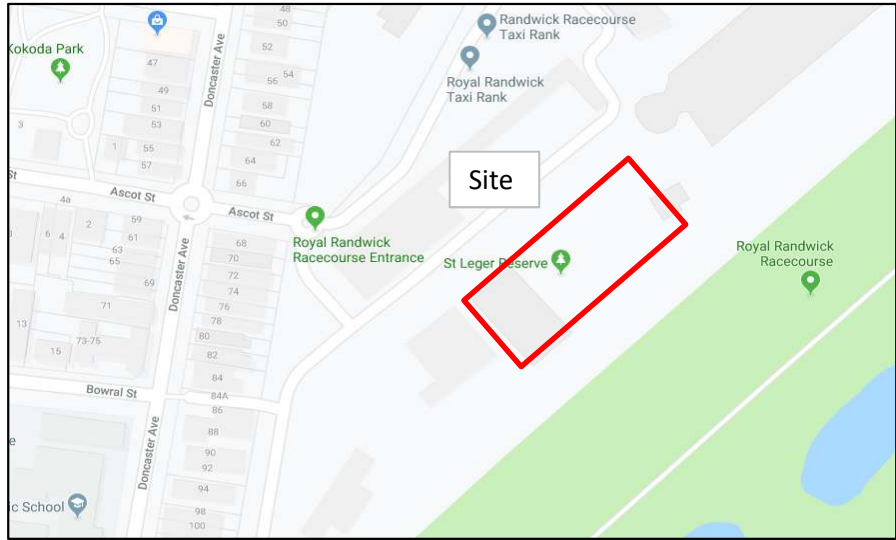 48
50
52
54
56
58
60
62
64
66
Doncaster Ave
Randwick Racecourse
Taxi Rank
Royal Randwick
Taxi Rank
Kokoda Park
47
49
51
53
55
57
1
3
St
Ascot St
Ascot St
Site
4a
2
4
6
59
61
63
65
69
71
73-75
13
15
Doncaster Ave
68
70
72
74
76
78
80
82
84
84A
86
88
90
92
94
98
100
Royal Randwick
Racecourse Entrance
St Leger Reserve
Royal Randwick
Racecourse
Bowral St
Doncaster Ave
e
ic School